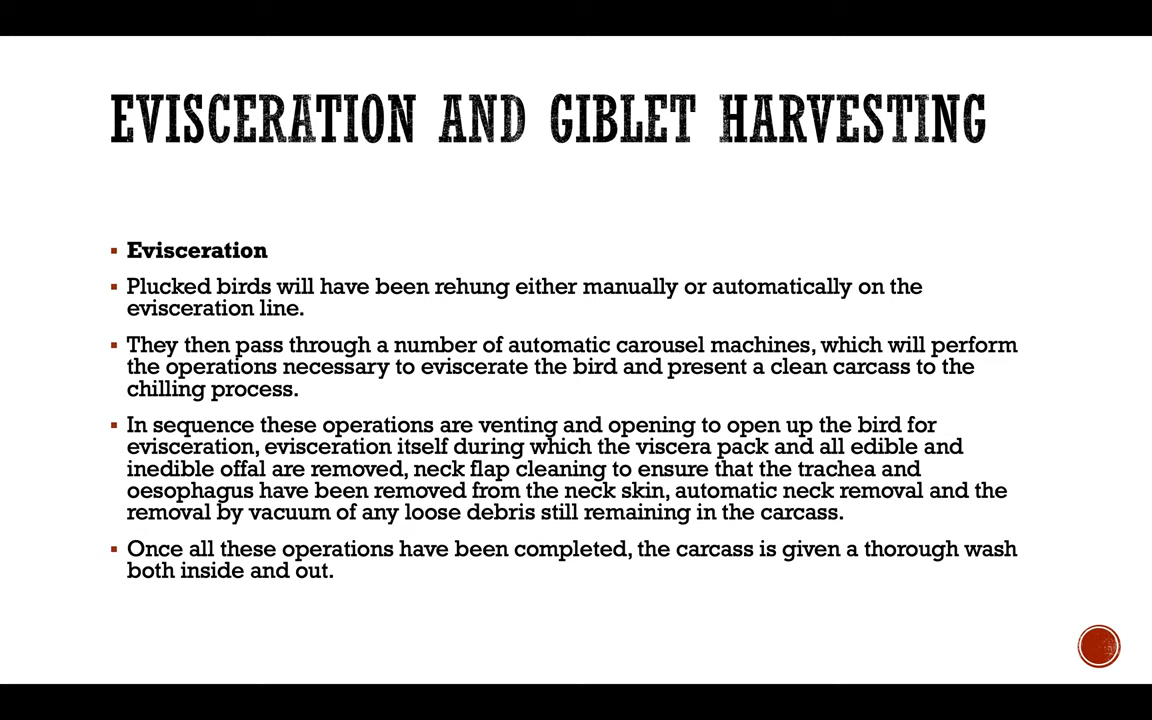 EVISCERATION AND GIBLET HARVESTING
▪ Evisceration
▪ Plucked birds will have been rehung either manually or automatically on the
evisceration line.
▪ They then pass through a number of automatic carousel machines, which will perform
the operations necessary to eviscerate the bird and present a clean carcass to the
chilling process.
▪ In sequence these operations are venting and opening to open up the bird for
evisceration, evisceration itself during which the viscera pack and all edible and
inedible offal are removed, neck flap cleaning to ensure that the trachea and
oesophagus have been removed from the neck skin, automatic neck removal and the
removal by vacuum of any loose debris still remaining in the carcass.
▪ Once all these operations have been completed, the carcass is given a thorough wash
both inside and out.